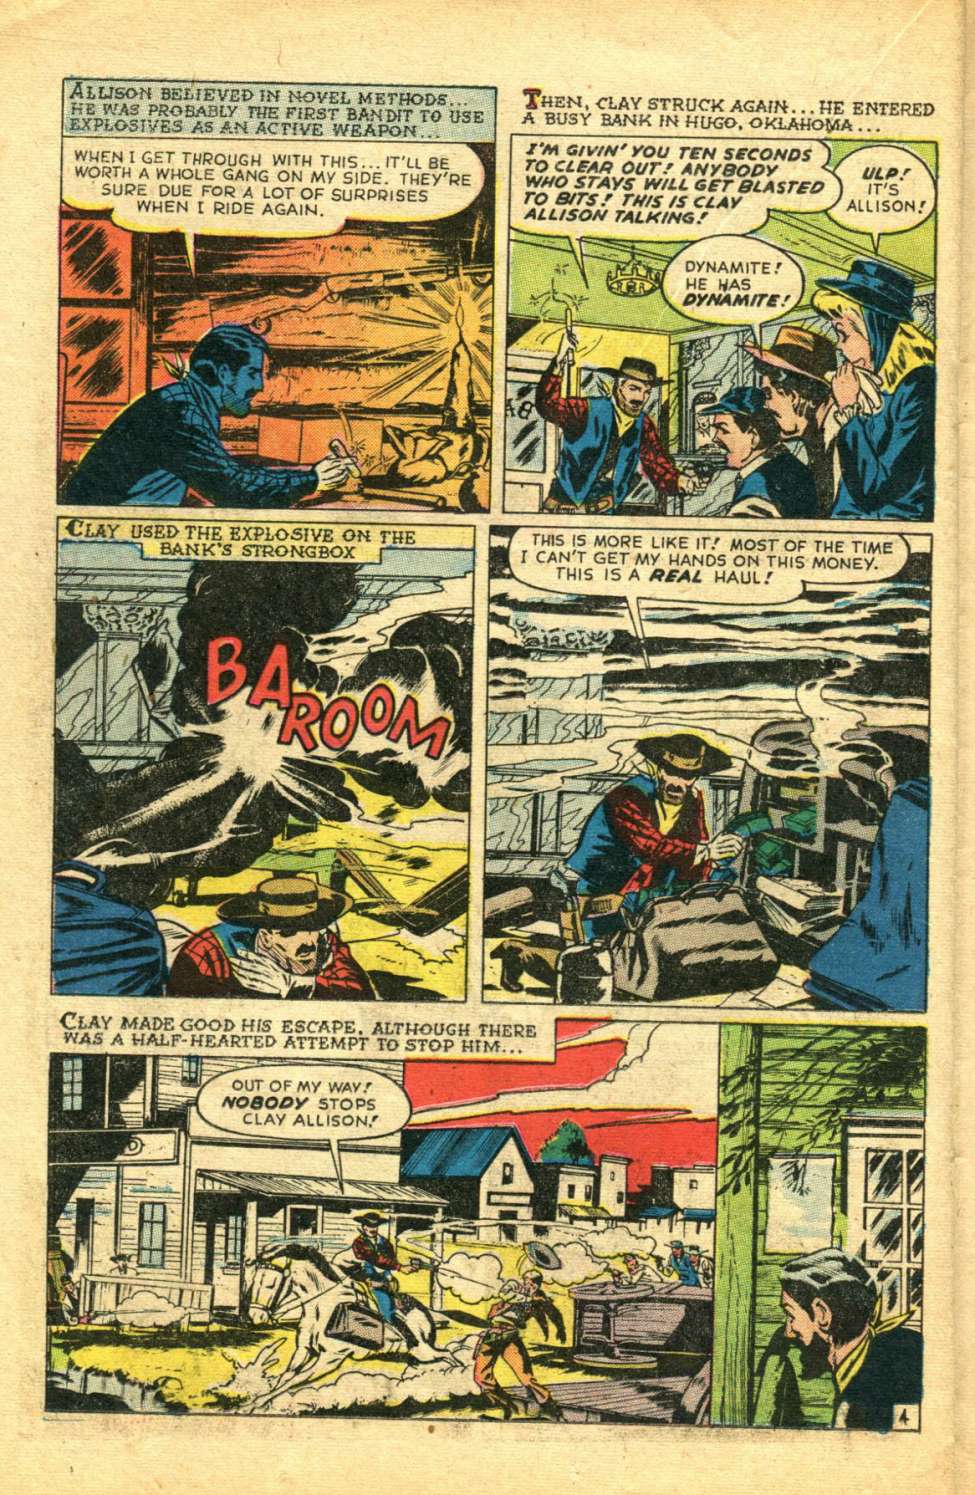 ALLISON BELIEVED IN NOVEL METHODS...
HE WAS PROBABLY THE FIRST BANDIT TO USE
EXPLOSIVES AS AN ACTIVE WEAPON...
WHEN I GET THROUGH WITH THIS... IT'LL BE
WORTH A WHOLE GANG ON MY SIDE. THEY'RE
SURE DUE FOR A LOT OF SURPRISES
WHEN I RIDE AGAIN.
THEN, CLAY STRUCK AGAIN... HE ENTERED
A BUSY BANK IN HUGO, OKLAHOMA...
I'M GIVIN' YOU TEN SECONDS
TO CLEAR OUT! ANYBODY
WHO STAYS WILL GET BLASTED
TO BITS! THIS IS CLAY
ALLISON TALKING!
ULP!
IT'S
ALLISON!
DYNAMITE!
HE HAS
DYNAMITE!
BA
CLAY USED THE EXPLOSIVE ON THE
BANK'S STRONGBOX
BAROOM
THIS IS MORE LIKE IT! MOST OF THE TIME
I CAN'T GET MY HANDS ON THIS MONEY.
THIS IS A REAL HAUL!
CLAY MADE GOOD HIS ESCAPE, ALTHOUGH THERE
WAS A HALF-HEARTED ATTEMPT TO STOP HIM...
OUT OF MY WAY!
NOBODY STOPS
CLAY ALLISON!
4